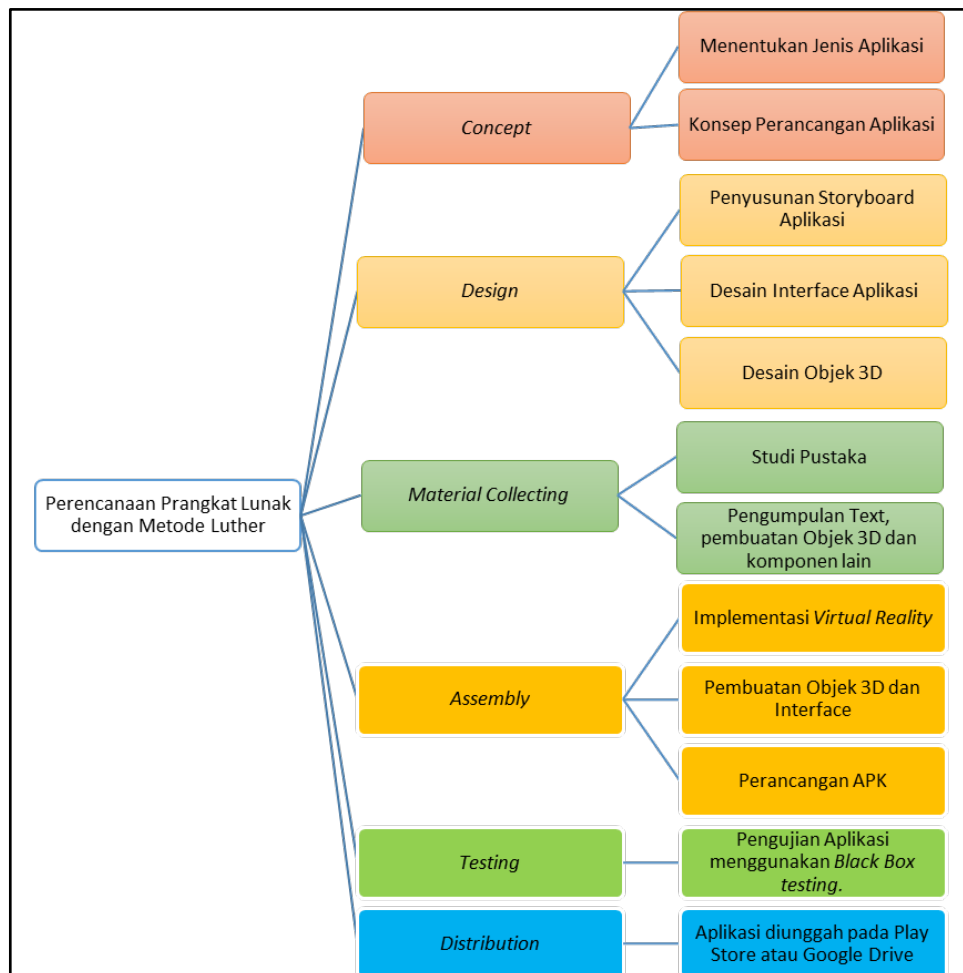 Perencanaan Prangkat Lunak
dengan Metode Luther
Concept
Menentukan Jenis Aplikasi
Konsep Perancangan Aplikasi
Design
Penyusunan Storyboard
Aplikasi
Desain Interface Aplikasi
Desain Objek 3D
Material Collecting
Studi Pustaka
Pengumpulan Text,
pembuatan Objek 3D dan
komponen lain
Assembly
Implementasi Virtual Reality
Pembuatan Objek 3D dan
Interface
Perancangan APK
Testing
Pengujian Aplikasi
menggunakan Black Box
testing.
Distribution
Aplikasi diunggah pada Play
Store atau Google Drive